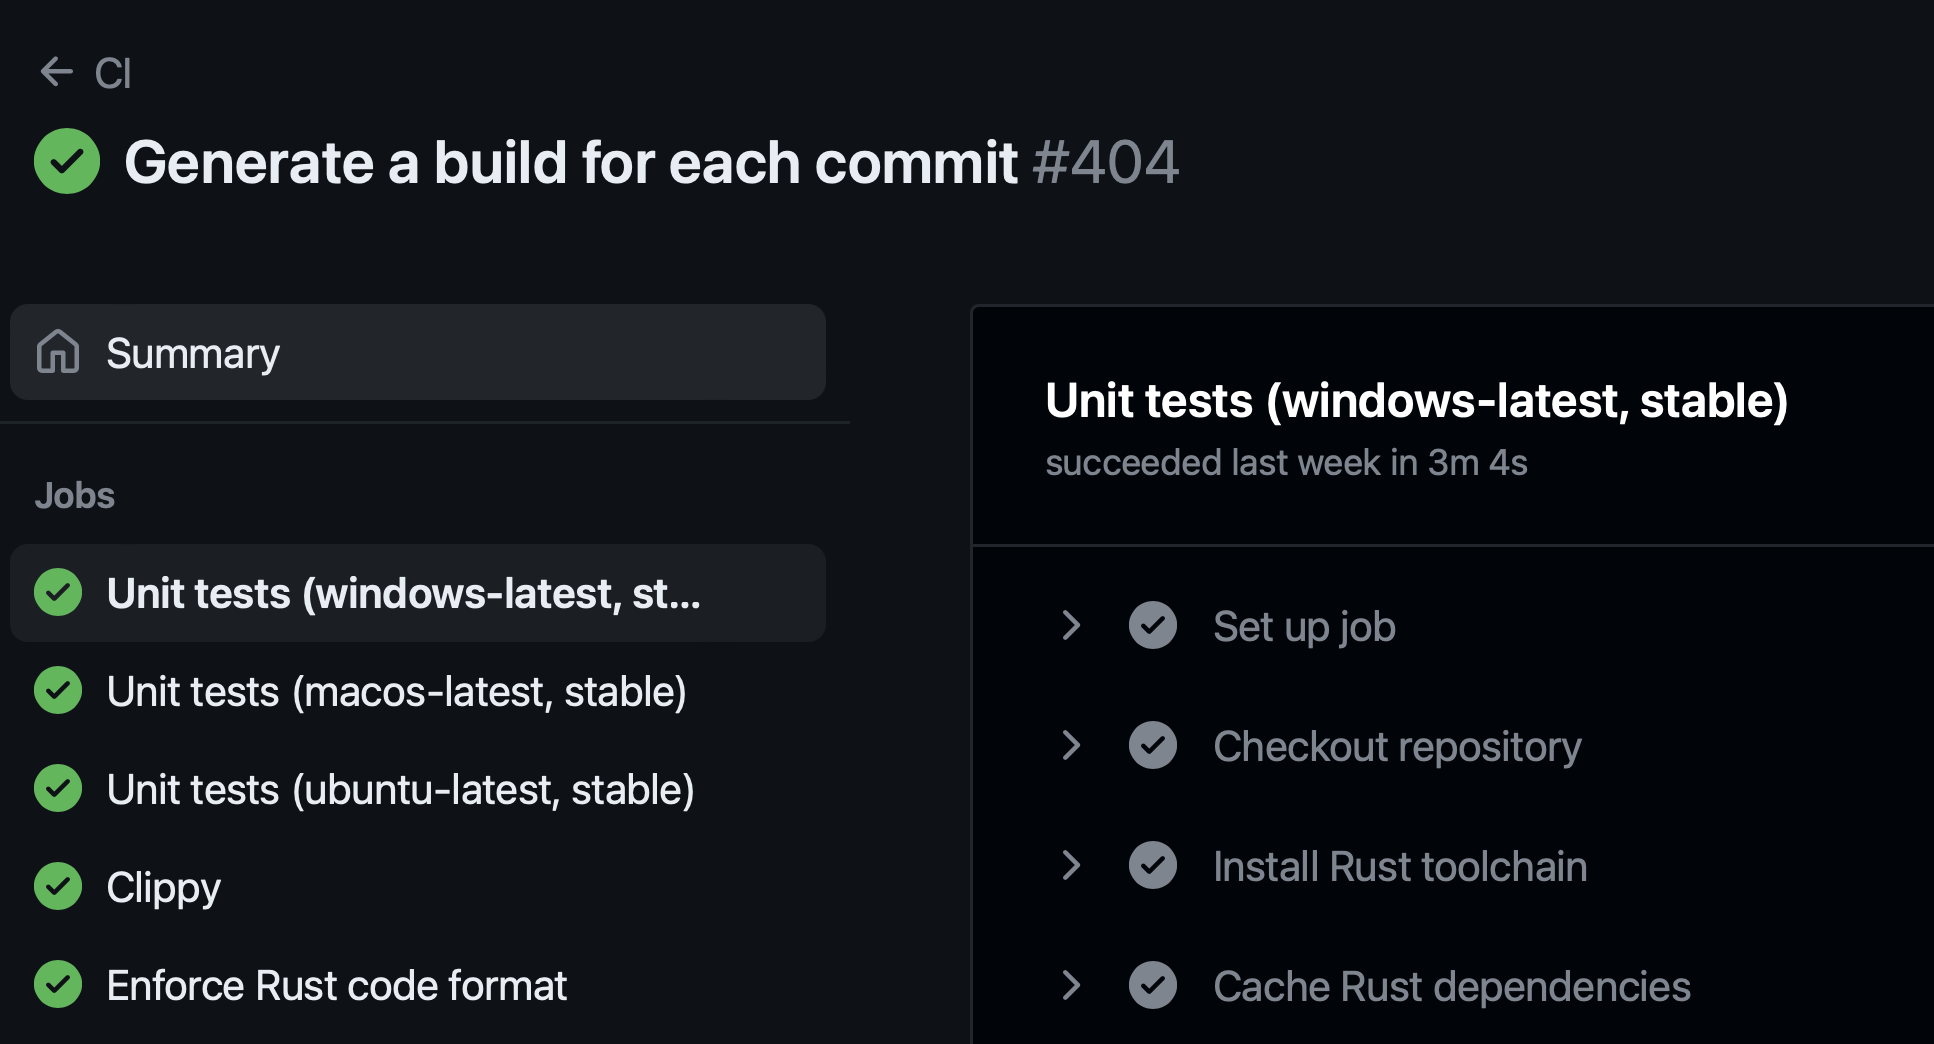 CI
Generate a build for each commit #404
Summary
Jobs
Unit tests (windows-latest, st...
Unit tests (macos-latest, stable)
Unit tests (ubuntu-latest, stable)
Clippy
Enforce Rust code format
Unit tests (windows-latest, stable)
succeeded last week in 3m 4s
Set up job
Checkout repository
Install Rust toolchain
Cache Rust dependencies